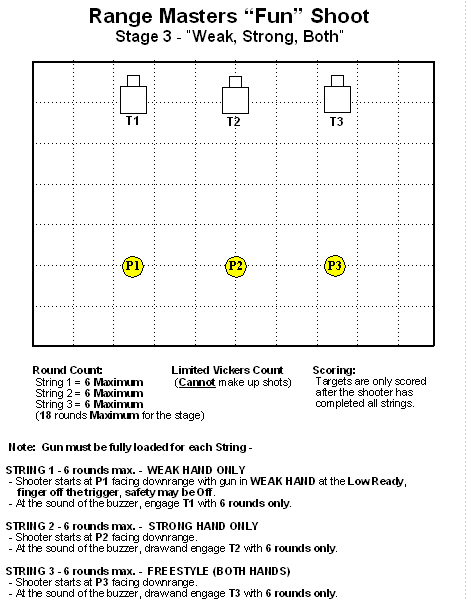 Range Masters “Fun” Shoot
Stage 3 - "Weak, Strong, Both"
T1 T2 T3
P1 P2 P3
Round Count:
String 1 = 6 Maximum
String 2 = 6 Maximum
String 3 = 6 Maximum
(18 rounds Maximum for the stage)
Limited Vickers Count
(Cannot make up shots)
Scoring:
Targets are only scored
after the shooter has
completed all strings.
Note: Gun must be fully loaded for each String -
STRING 1 - 6 rounds max. - WEAK HAND ONLY
- Shooter starts at P1 facing downrange with gun in WEAK HAND at the Low Ready,
finger off the trigger, safety may be Off.
- At the sound of the buzzer, engage T1 with 6 rounds only.
STRING 2 - 6 rounds max. - STRONG HAND ONLY
- Shooter starts at P2 facing downrange.
- At the sound of the buzzer, draw and engage T2 with 6 rounds only.
STRING 3 - 6 rounds max. - FREESTYLE (BOTH HANDS)
- Shooter starts at P3 facing downrange.
- At the sound of the buzzer, draw and engage T3 with 6 rounds only.